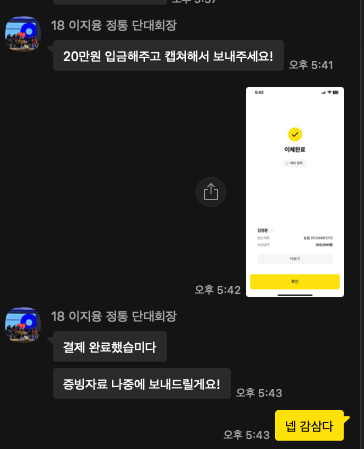 오후 5:37
18 이지용 정통 단대회장
20만원 입금해주고 캡쳐해서 보내주세요!
오후 5:41
5:42
이체완료
오후 5:42
18 이지용 정통 단대회장
결제 완료했습미다
증빙자료 나중에 보내드릴게요!
오후 5:43
넵 감삼다
오후 5:43